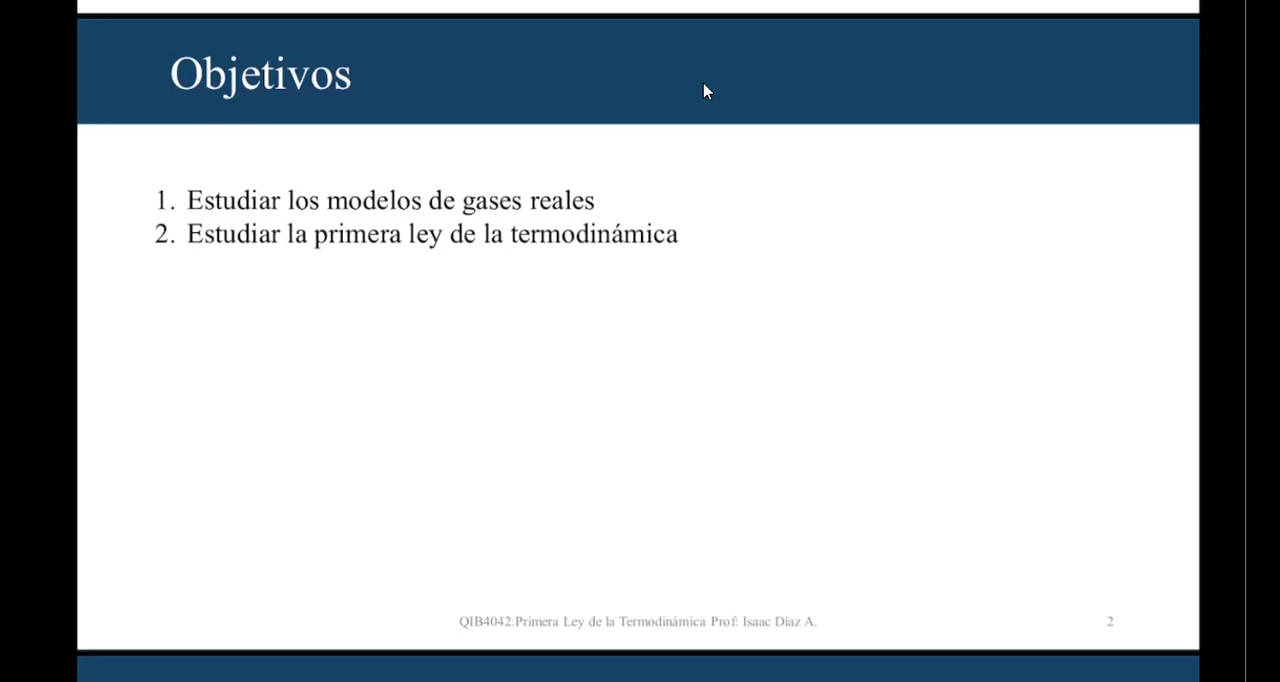 Objetivos
1. Estudiar los modelos de gases reales
2. Estudiar la primera ley de la termodinámica
QIB4042:Primera Ley de la Termodinámica Prof: Isaac Díaz A.
2